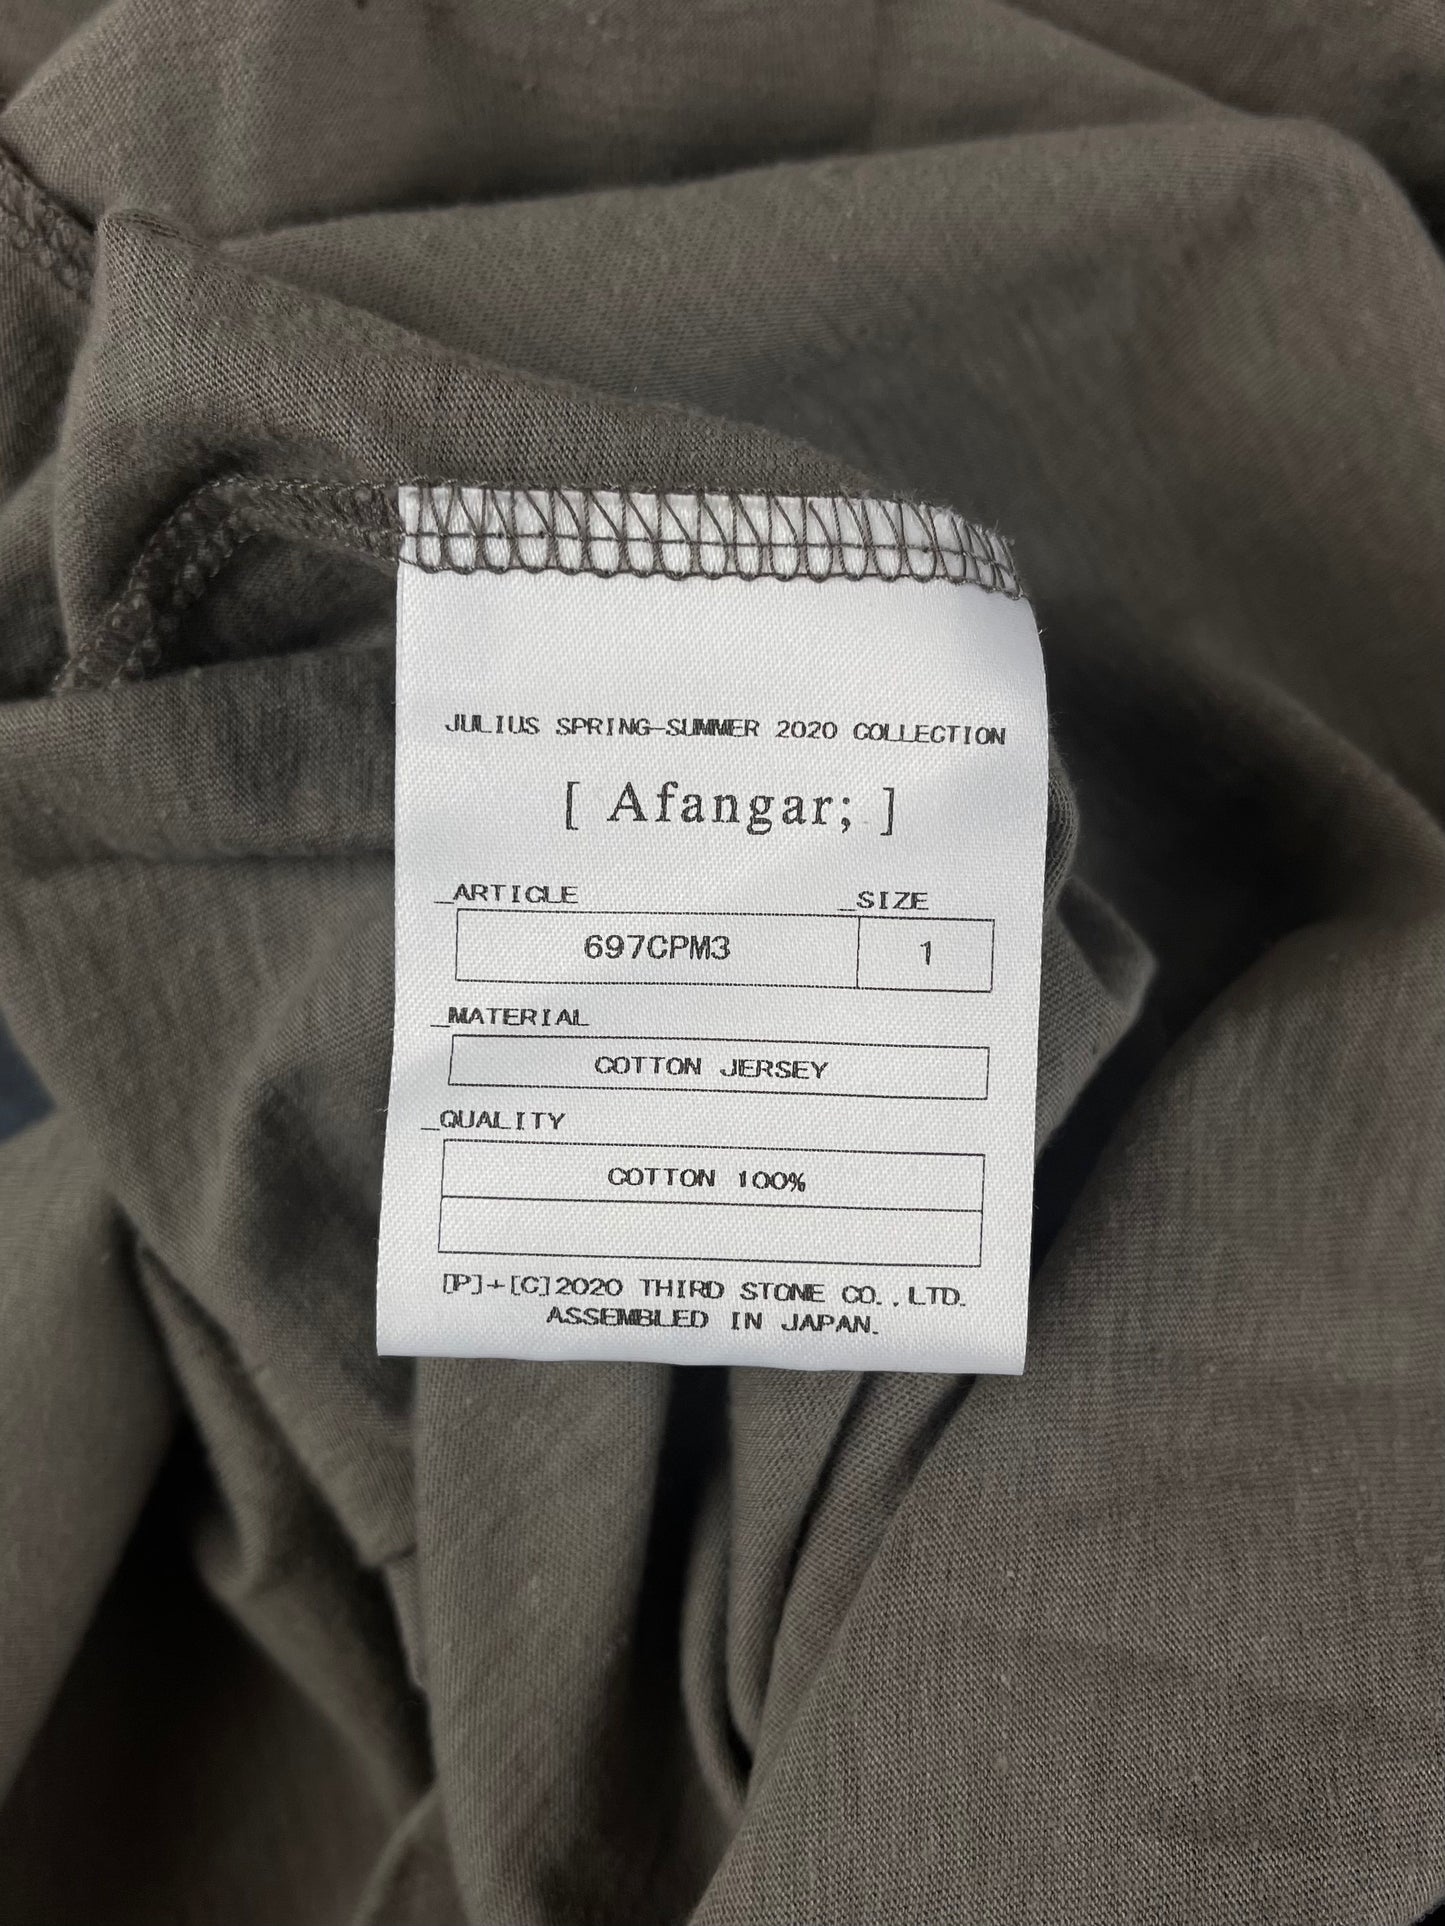 JULIUS SPRING-SUMMER 2020 COLLECTION
[ Afangar; ]
_ARTICLE _SIZE
697CPM3 1
_MATERIAL
COTTON JERSEY
_QUALITY
COTTON 100%
[P]+[C]2020 THIRD STONE CO.,LTD.
ASSEMBLED IN JAPAN.